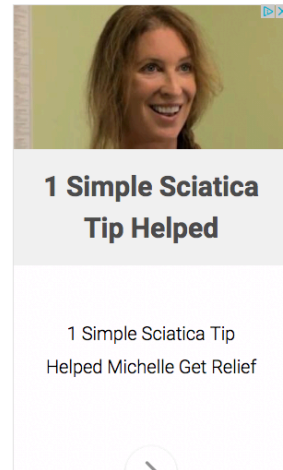 1 Simple Sciatica
Tip Helped
1 Simple Sciatica Tip
Helped Michelle Get Relief